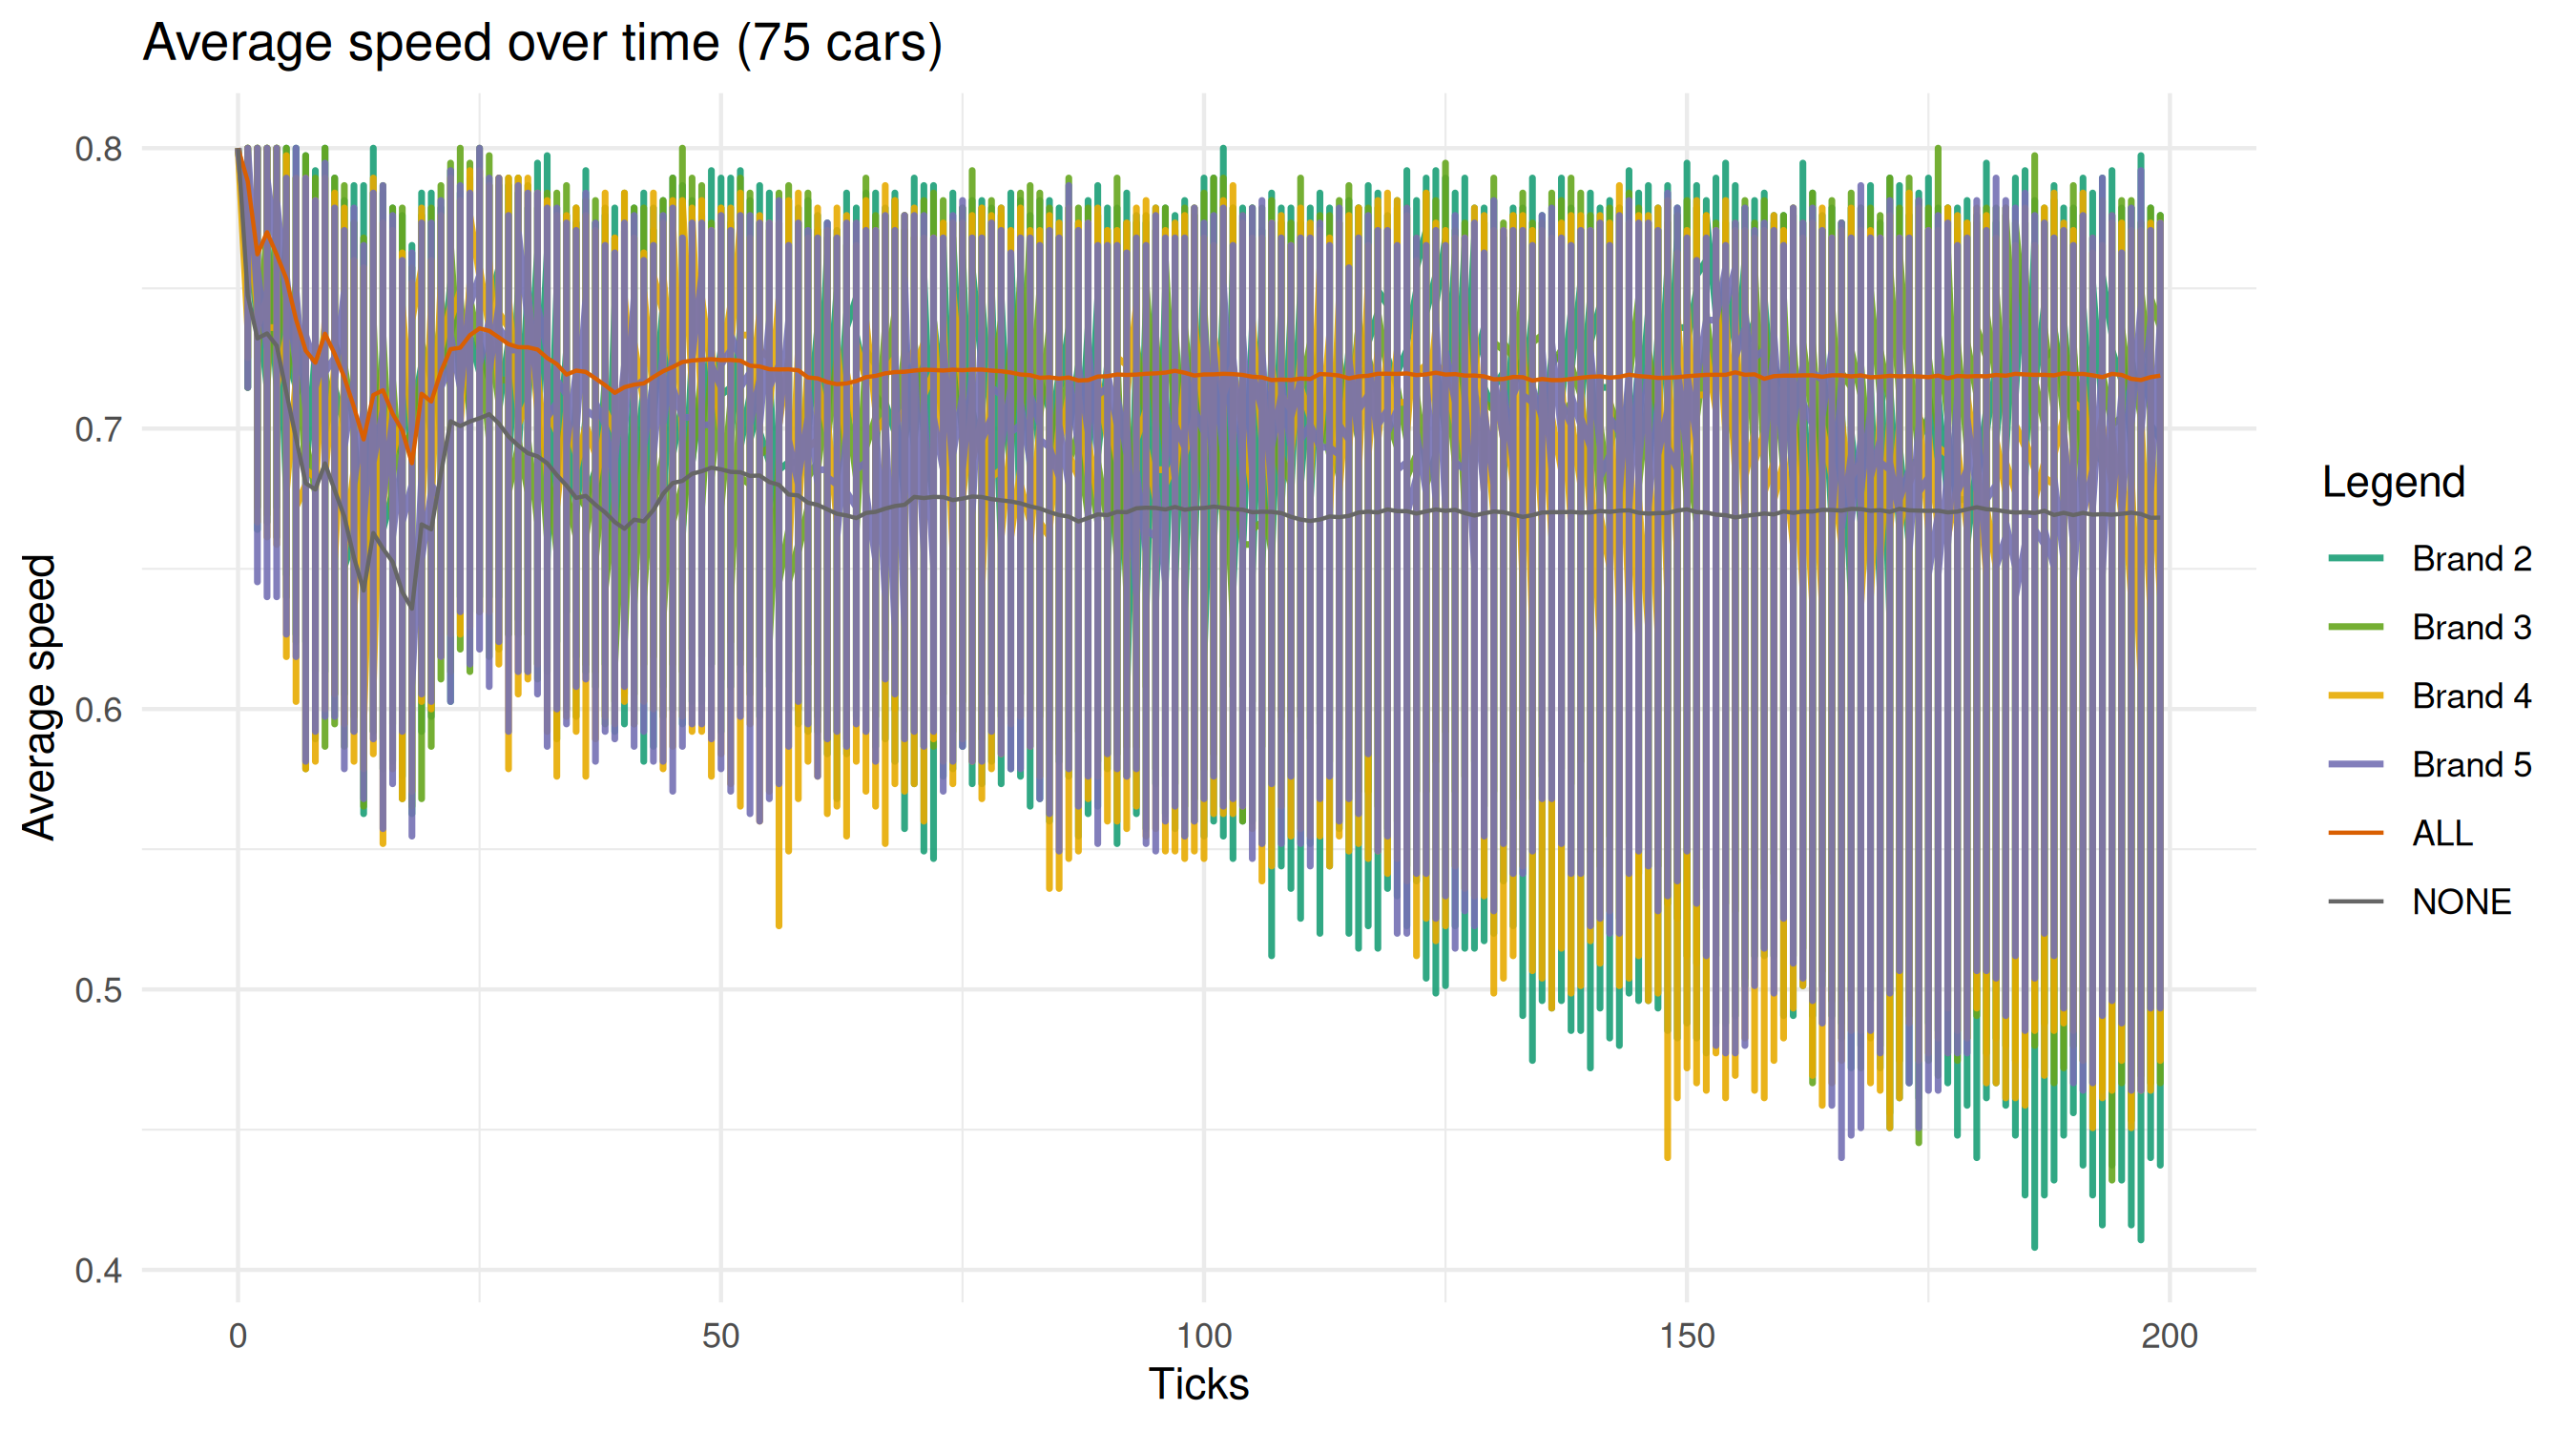 Average speed over time (75 cars)
Average speed
0.8
0.7
0.6
0.5
0.4
0
50
100
150
200
Ticks
Legend
Brand 2
Brand 3
Brand 4
Brand 5
ALL
NONE